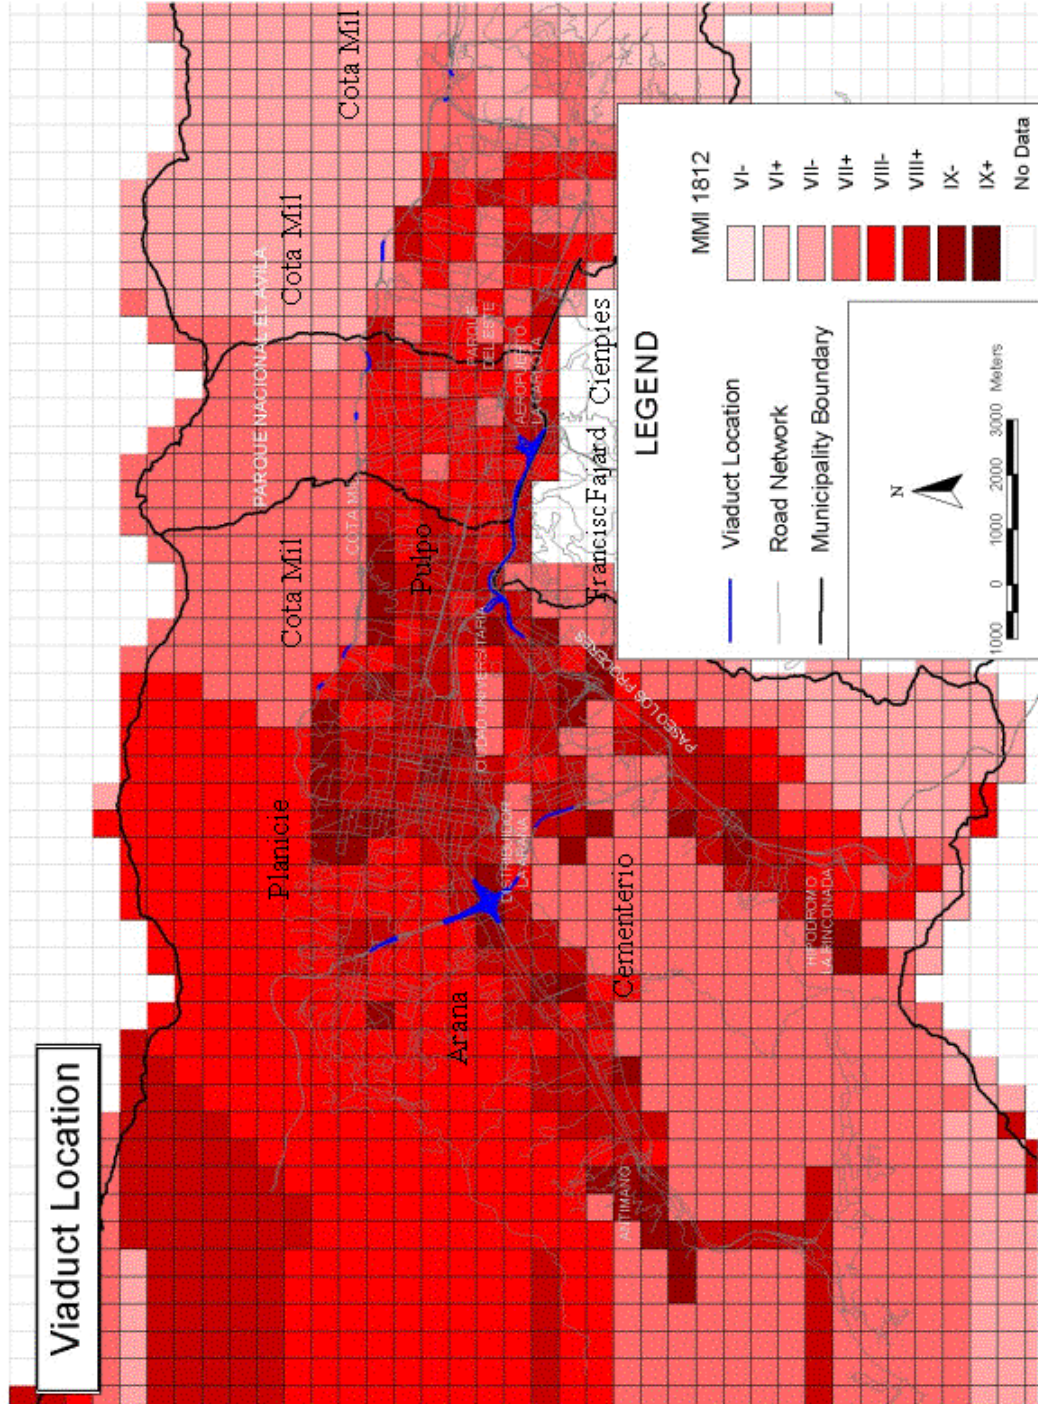 Viaduct Location
Cota Mil
Cota Mil
Cota Mil
PARQUE NACIONAL EL AVILA
COTA MIL
Planicie
Pulpo
PARQUE
DEL ESTE
AEROPUERTO
LA CARLOTA
CIUDAD UNIVERSITARIA
DISTRIBUIDOR
LA ARAÑA
Arana
Francisc.Fajard
Cienpies
PASEO LOS PROCERES
Cementerio
ANTIMANO
HIPODROMO
LA RINCONADA
LEGEND
Viaduct Location
Road Network
Municipality Boundary
MMI 1812
VI-
VI+
VII-
VII+
VIII-
VIII+
IX-
IX+
No Data
N
1000 0 1000 2000 3000 Meters